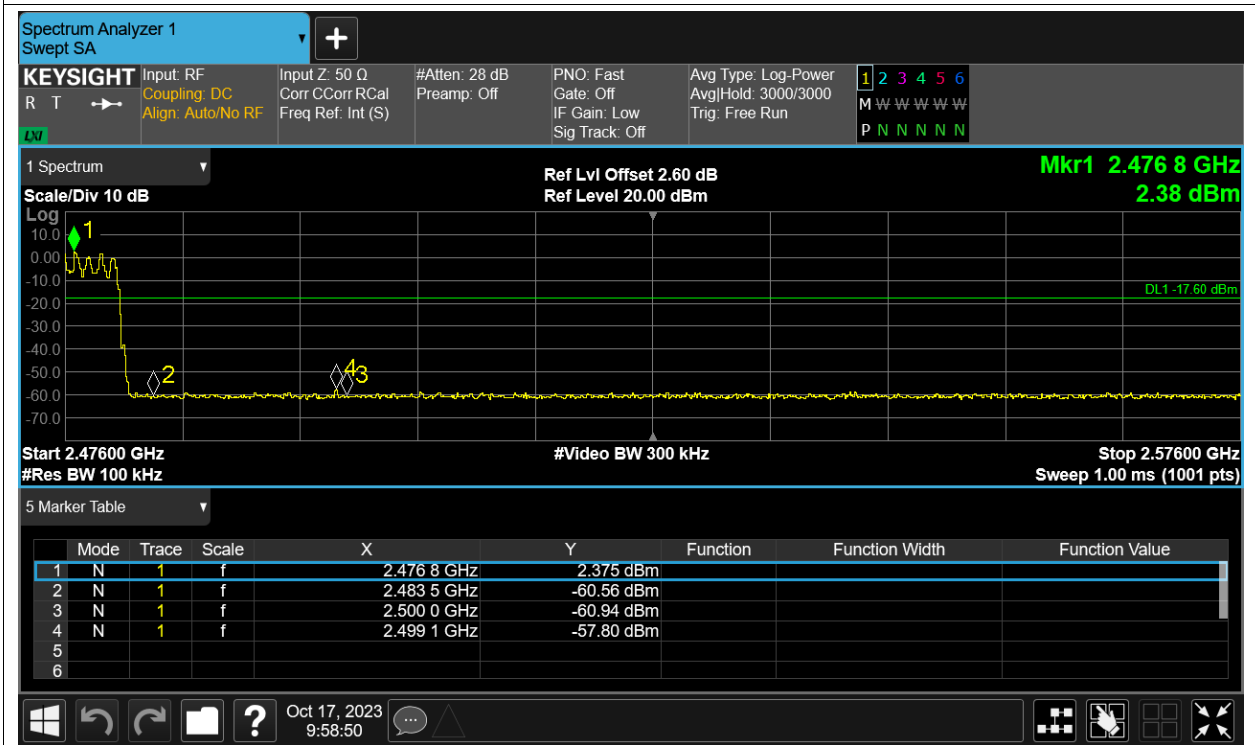 Spectrum Analyzer 1
Swept SA
KEYSIGHT
R T
LXI
Input: RF
Coupling: DC
Align: Auto/No RF
Input Z: 50 Ω
Corr CCorr RCal
Freq Ref: Int (S)
#Atten: 28 dB
Preamp: Off
PNO: Fast
Gate: Off
IF Gain: Low
Sig Track: Off
Avg Type: Log-Power
Avg|Hold: 3000/3000
Trig: Free Run
1 2 3 4 5 6
M W W W W W
P N N N N N
1 Spectrum
Scale/Div 10 dB
Ref Lvl Offset 2.60 dB
Ref Level 20.00 dBm
Mkr1 2.476 8 GHz
2.38 dBm
Log
10.0
0.00
-10.0
-20.0
-30.0
-40.0
-50.0
-60.0
-70.0
1
DL1 -17.60 dBm
2
4
3
Start 2.47600 GHz
#Video BW 300 kHz
Stop 2.57600 GHz
#Res BW 100 kHz
Sweep 1.00 ms (1001 pts)
5 Marker Table
Mode Trace Scale X Y Function Function Width Function Value
1 N 1 f 2.476 8 GHz 2.375 dBm
2 N 1 f 2.483 5 GHz -60.56 dBm
3 N 1 f 2.500 0 GHz -60.94 dBm
4 N 1 f 2.499 1 GHz -57.80 dBm
5
6
?
Oct 17, 2023
9:58:50